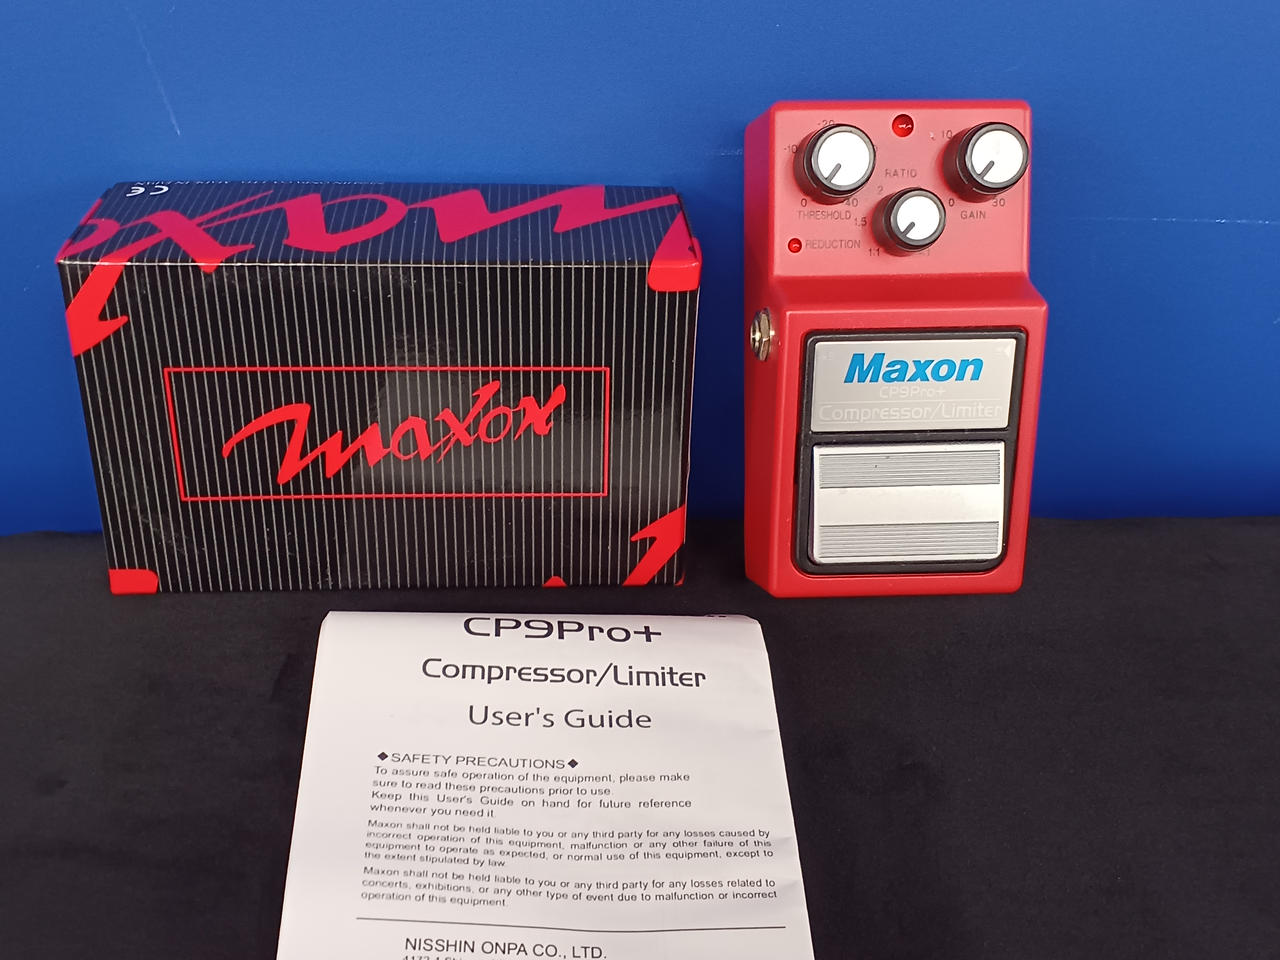 maxon
maxon
-20
-10
10
RATIO
2
0
40
0
30
THRESHOLD
1.5
GAIN
REDUCTION
1:1
Maxon
CP9Pro+
Compressor/Limiter
CP9Pro+
Compressor/Limiter
User's Guide
◆SAFETY PRECAUTIONS◆
To assure safe operation of the equipment, please make
sure to read these precautions prior to use.
Keep this User's Guide on hand for future reference
whenever you need it.
Maxon shall not be held liable to you or any third party for any losses caused by
incorrect operation of this equipment, malfunction or any other failure of this
equipment to operate as expected, or normal use of this equipment, except to
the extent stipulated by law.
Maxon shall not be held liable to you or any third party for any losses related to
concerts, exhibitions, or any other type of event due to malfunction or incorrect
operation of this equipment.
NISSHIN ONPA CO., LTD.